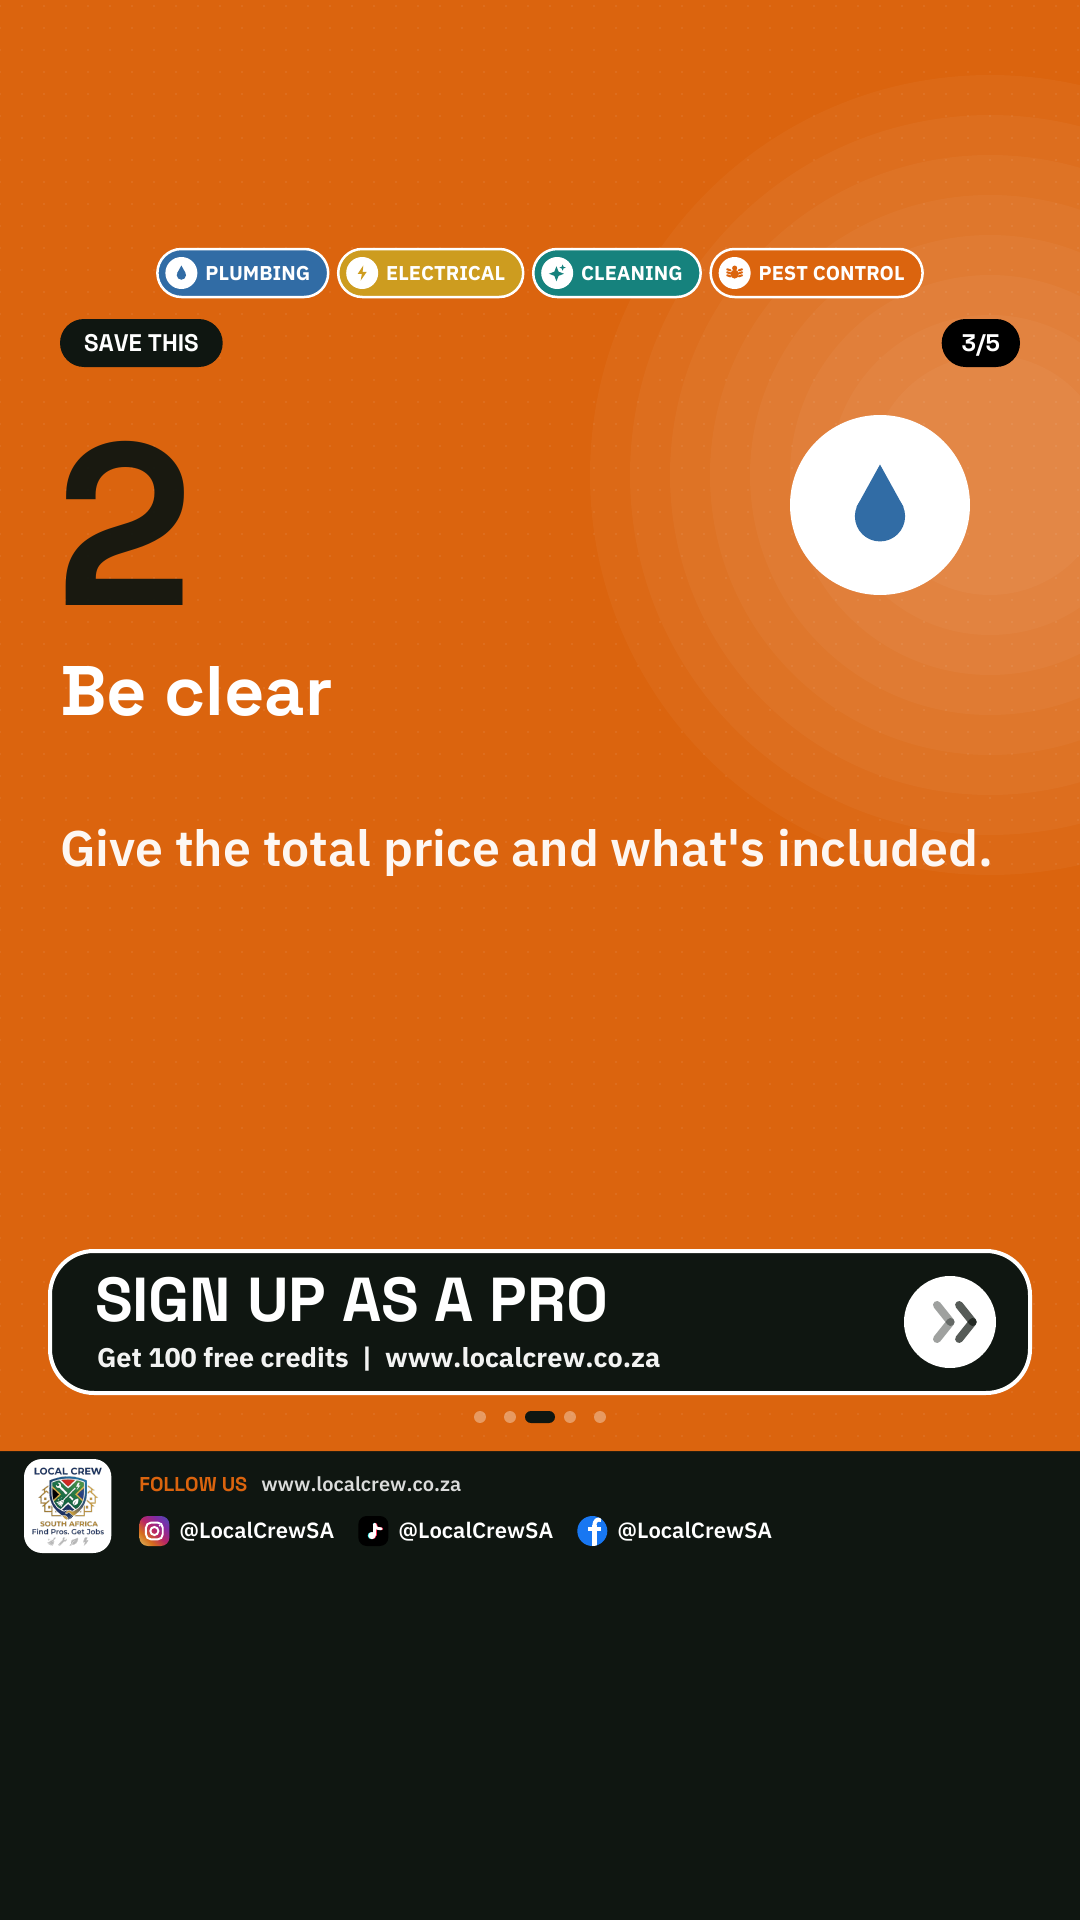 PLUMBING ELECTRICAL CLEANING PEST CONTROL
SAVE THIS 3/5
2
Be clear
Give the total price and what's included.
SIGN UP AS A PRO
Get 100 free credits | www.localcrew.co.za
LOCAL CREW
SOUTH AFRICA
Find Pros. Get Jobs
FOLLOW US www.localcrew.co.za
@LocalCrewSA @LocalCrewSA @LocalCrewSA